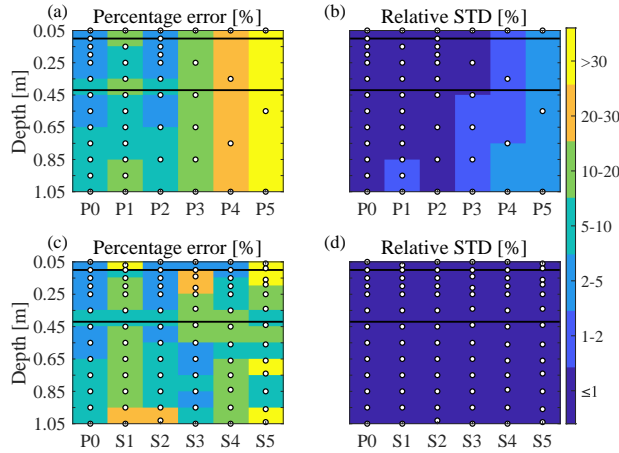 (a) Percentage error [%]
(b) Relative STD [%]
0.05
0.25
0.45
0.65
0.85
1.05
Depth [m]
P0 P1 P2 P3 P4 P5
P0 P1 P2 P3 P4 P5
(c) Percentage error [%]
(d) Relative STD [%]
0.05
0.25
0.45
0.65
0.85
1.05
Depth [m]
P0 S1 S2 S3 S4 S5
P0 S1 S2 S3 S4 S5
>30
20-30
10-20
5-10
2-5
1-2
≤1